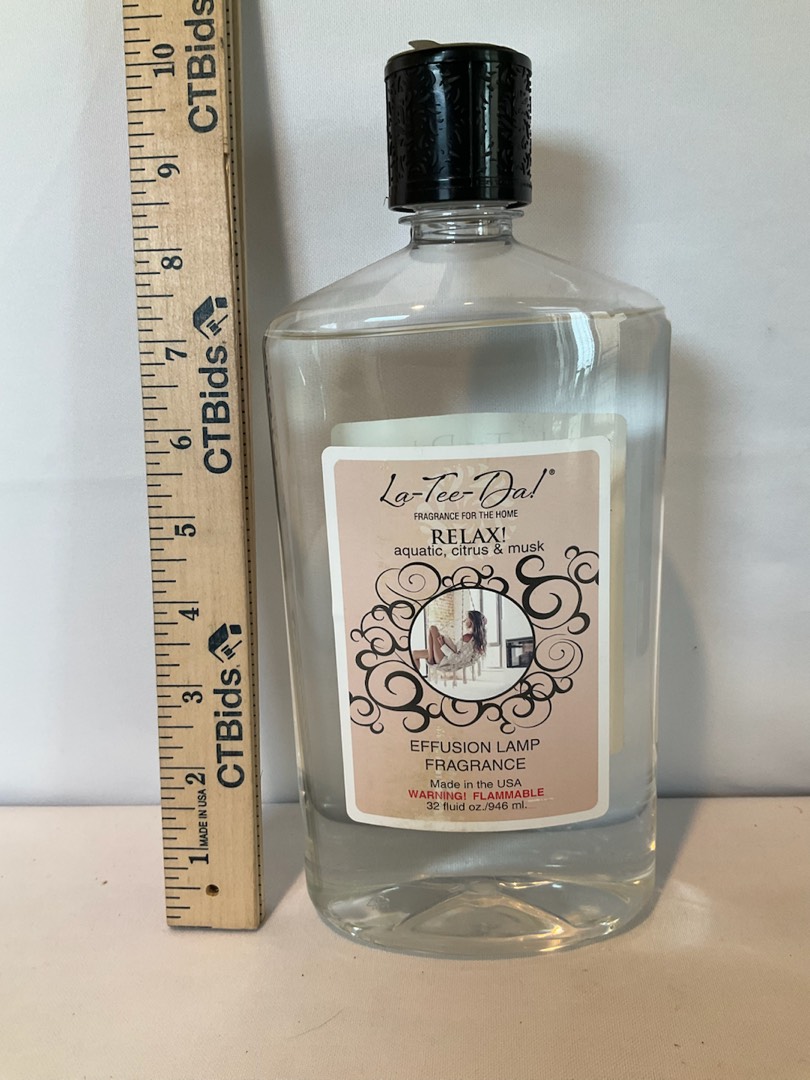 La-Tee-Da!®
FRAGRANCE FOR THE HOME
RELAX!
aquatic, citrus & musk
EFFUSION LAMP
FRAGRANCE
Made in the USA
WARNING! FLAMMABLE
32 fluid oz./946 ml.
10
9
8
7
6
5
4
3
2
1
MADE IN USA
CTBids
CTBids
CTBids